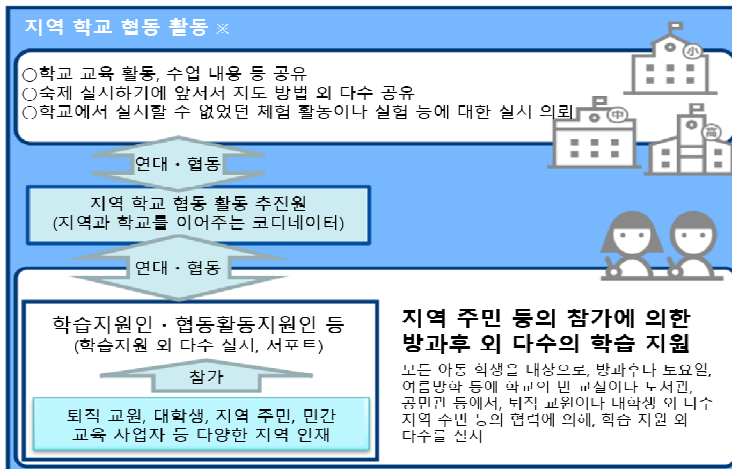 지역 학교 협동 활동 ※
小
○학교 교육 활동, 수업 내용 등 공유
○숙제 실시하기에 앞서서 지도 방법 외 다수 공유
○학교에서 실시할 수 없었던 체험 활동이나 실험 등에 대한 실시 의뢰
中
高
연대・협동
지역 학교 협동 활동 추진원
(지역과 학교를 이어주는 코디네이터)
연대・협동
학습지원인・협동활동지원인 등
(학습지원 외 다수 실시, 서포트)
참가
퇴직 교원, 대학생, 지역 주민, 민간
교육 사업자 등 다양한 지역 인재
지역 주민 등의 참가에 의한
방과후 외 다수의 학습 지원
모든 아동 학생을 대상으로, 방과후나 토요일,
여름방학 등에 학교의 빈 교실이나 도서관,
공민관 등에서, 퇴직 교원이나 대학생 외 다수
지역 주민 등의 협력에 의해, 학습 지원 외
다수를 실시